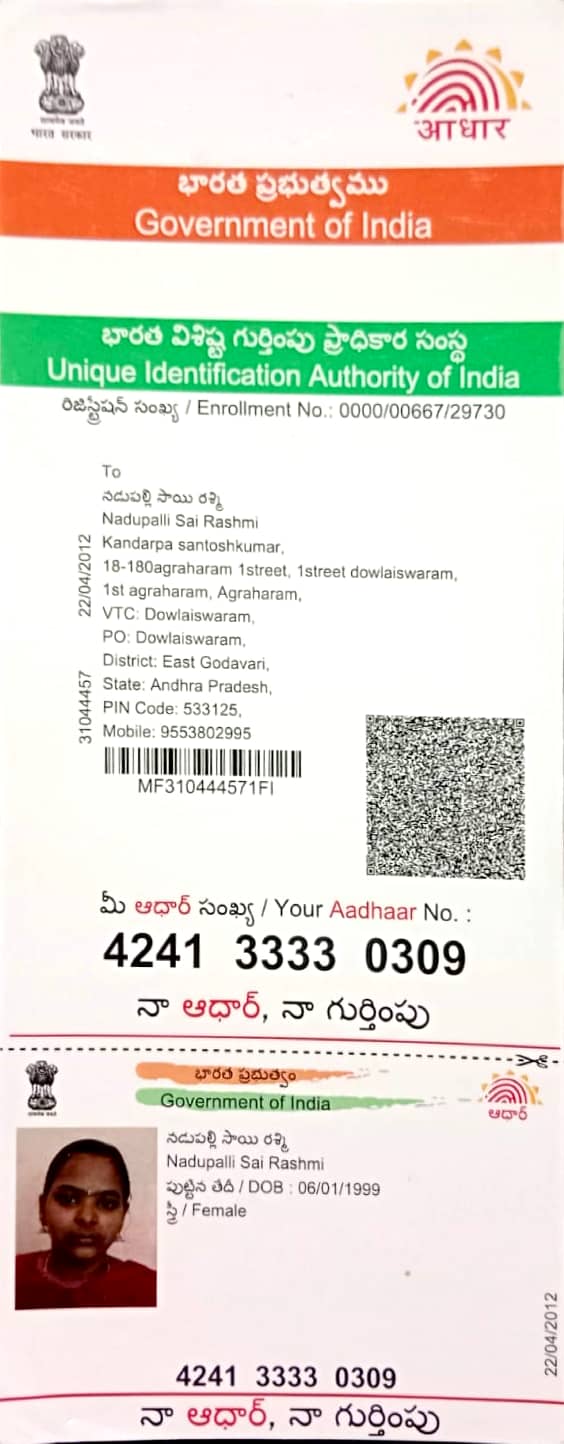 भारत सरकार
आधार
భారత ప్రభుత్వము
Government of India
భారత విశిష్ట గుర్తింపు ప్రాధికార సంస్థ
Unique Identification Authority of India
రిజిస్ట్రేషన్ సంఖ్య / Enrollment No.: 0000/00667/29730
To
నడుపల్లి సాయి రశ్మి
Nadupalli Sai Rashmi
Kandarpa santoshkumar,
18-180agraharam 1street, 1street dowlaiswaram,
1st agraharam, Agraharam,
VTC: Dowlaiswaram,
PO: Dowlaiswaram,
District: East Godavari,
State: Andhra Pradesh,
PIN Code: 533125,
Mobile: 9553802995
31044457 22/04/2012
MF310444571FI
మీ ఆధార్ సంఖ్య / Your Aadhaar No. :
4241 3333 0309
నా ఆధార్, నా గుర్తింపు
భారత ప్రభుత్వం
Government of India
ఆధార్
నడుపల్లి సాయి రశ్మి
Nadupalli Sai Rashmi
పుట్టిన తేదీ / DOB : 06/01/1999
స్త్రీ / Female
22/04/2012
4241 3333 0309
నా ఆధార్, నా గుర్తింపు